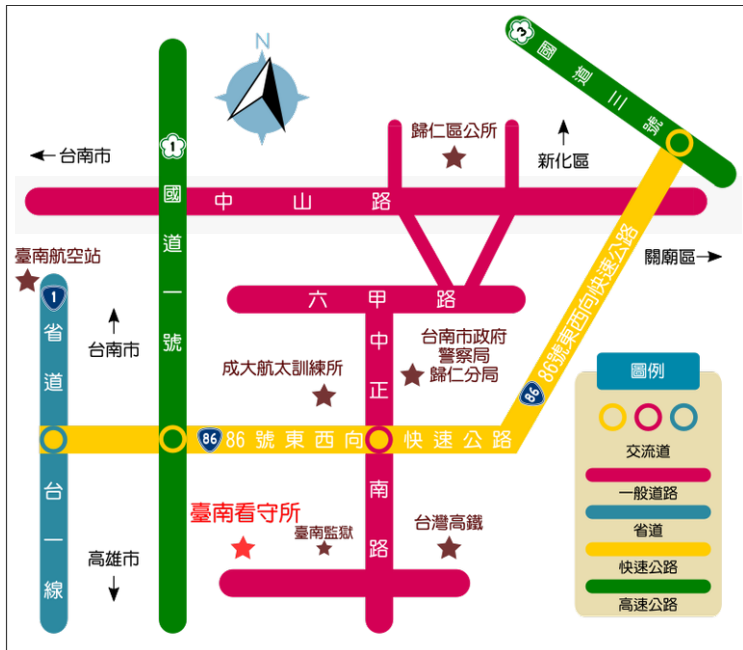 N
3 國道三號
歸仁區公所
← 台南市
1 國道一號
新化區
中山路
臺南航空站
關廟區→
1 省道台一線
六甲路
台南市
中正南路
台南市政府
警察局
歸仁分局
成大航太訓練所
86 86號東西向快速公路
86 86號東西向快速公路
臺南看守所
臺南監獄
台灣高鐵
高雄市
圖例
交流道
一般道路
省道
快速公路
高速公路